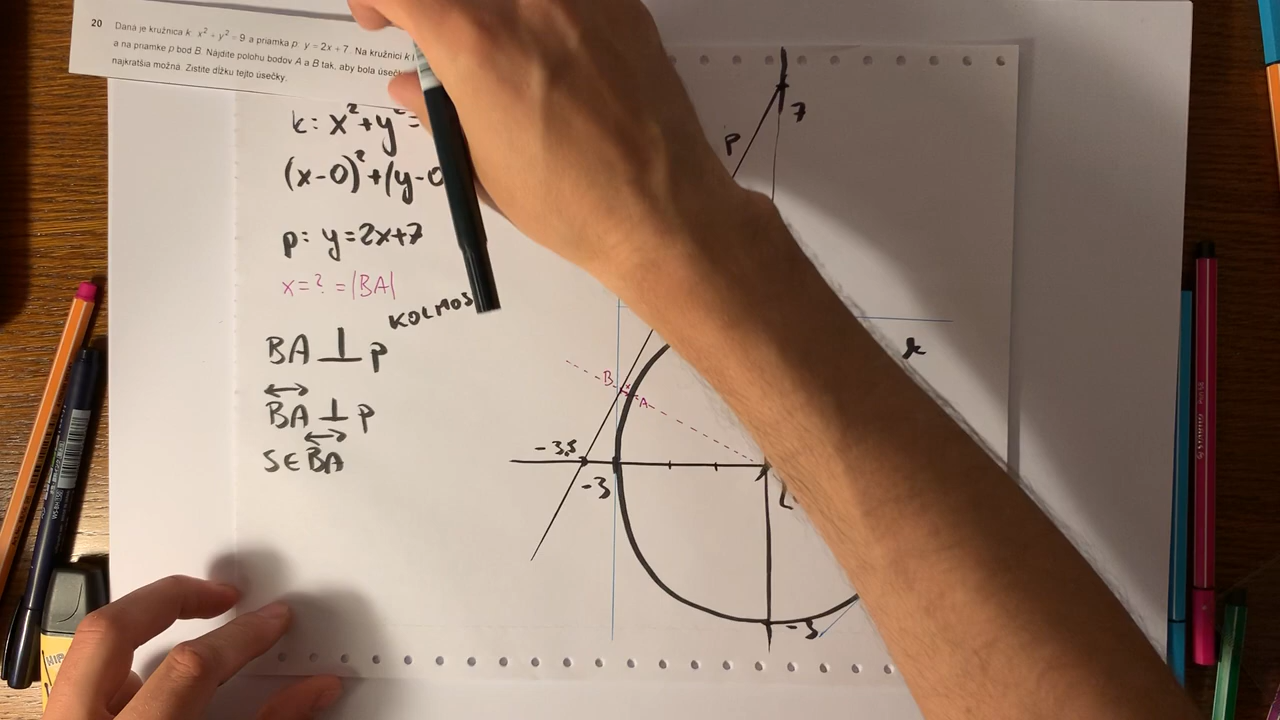 20 Daná je kružnica k: x² + y² = 9 a priamka p: y = 2x + 7. Na kružnici k
a na priamke p bod B. Nájdite polohu bodov A a B tak, aby bola
najkratšia možná. Zistite dĺžku tejto úsečky.
k: x²+y²=
(x-0)²+(y-0
p: y=2x+7
x=? =|BA|
KOLMOS
BA ⊥ p
BA ⊥ p
S∈BA
7
p
k
B
A
-3,5
-3
-3